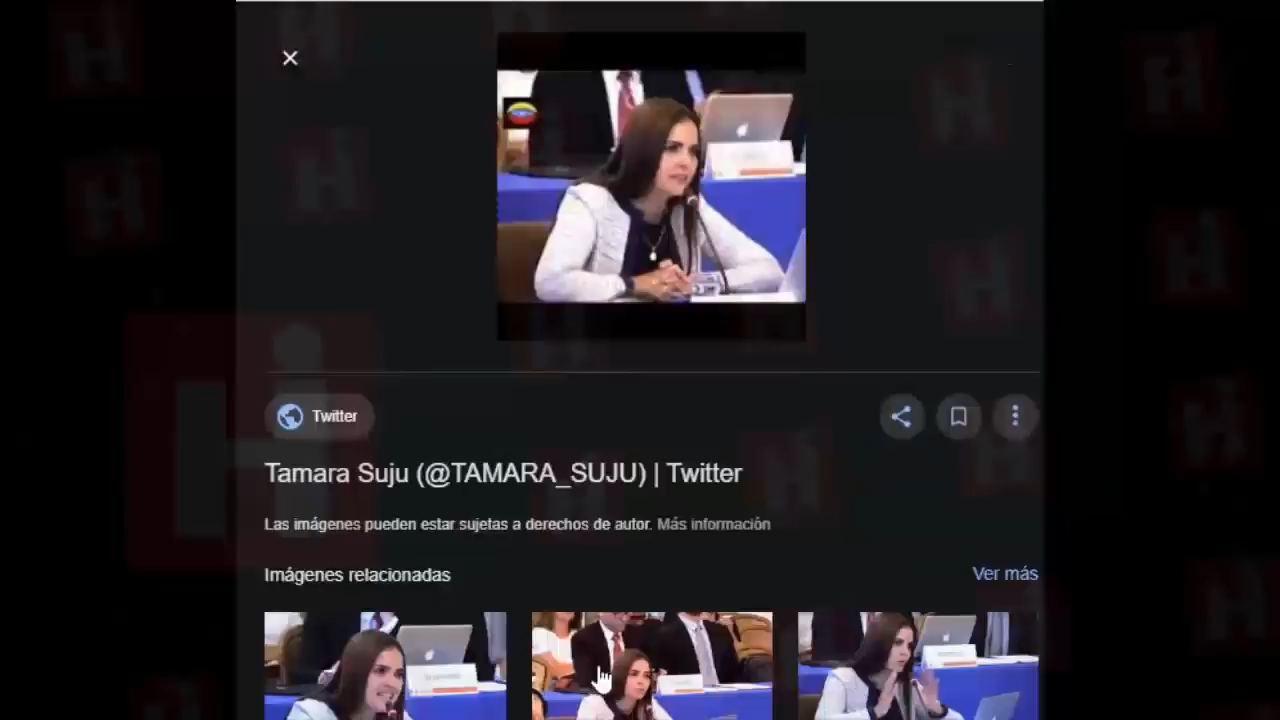 Twitter
Tamara Suju (@TAMARA_SUJU) | Twitter
Las imágenes pueden estar sujetas a derechos de autor. Más información
Imágenes relacionadas
Ver más